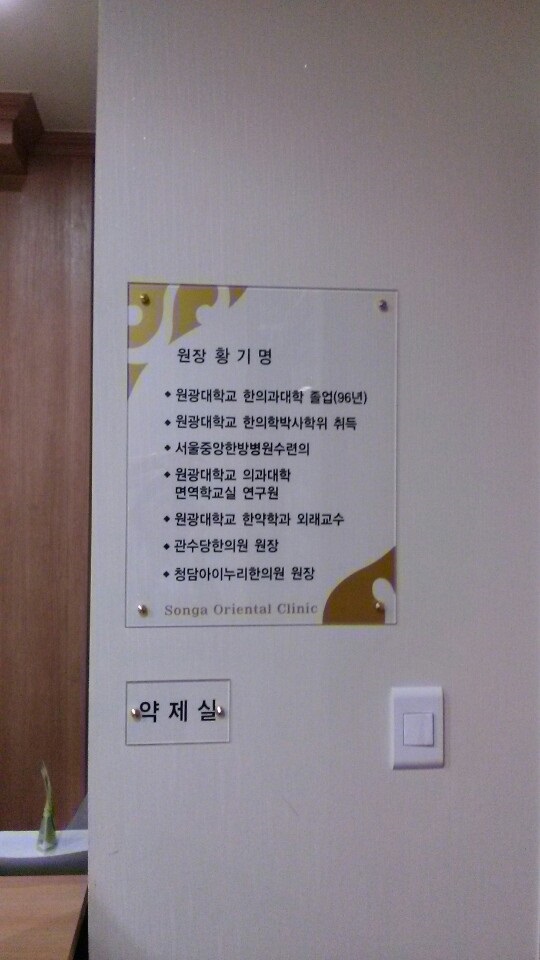 원장 황 기 명
◆ 원광대학교 한의과대학 졸업(96년)
◆ 원광대학교 한의학박사학위 취득
◆ 서울중앙한방병원수련의
◆ 원광대학교 의과대학
면역학교실 연구원
◆ 원광대학교 한약학과 외래교수
◆ 관수당한의원 원장
◆ 청담아이누리한의원 원장
Songa Oriental Clinic
약 제 실